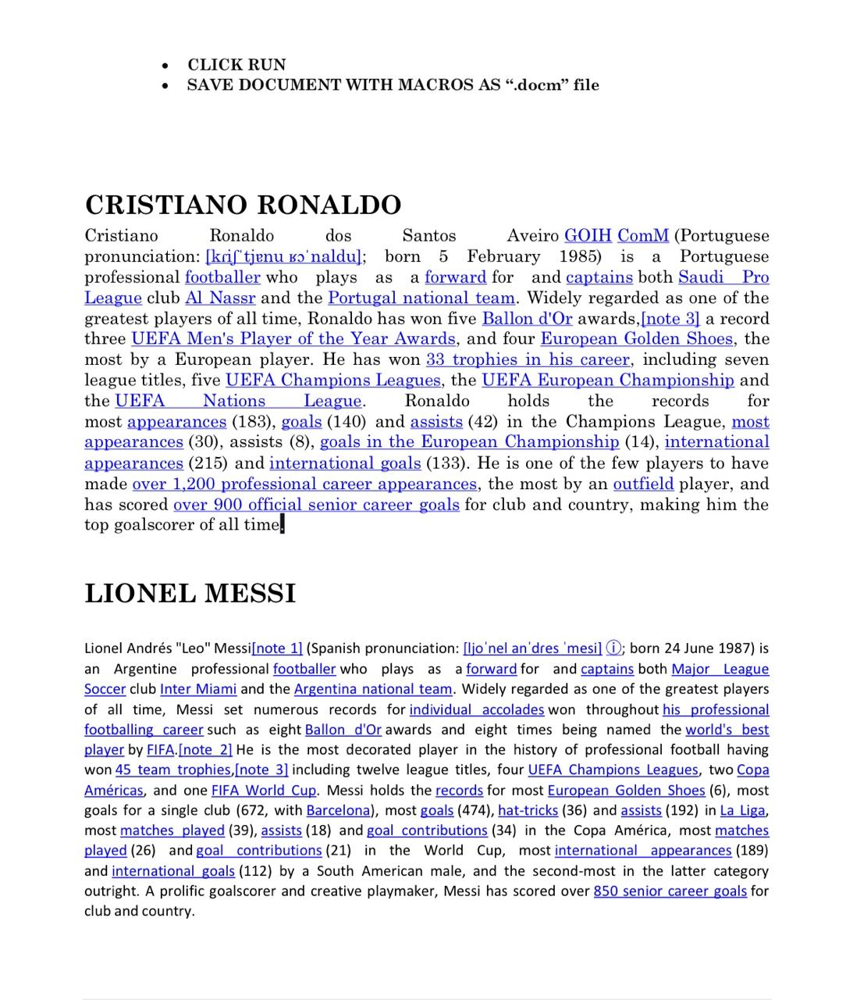 • CLICK RUN
• SAVE DOCUMENT WITH MACROS AS “.docm” file
CRISTIANO RONALDO
Cristiano Ronaldo dos Santos Aveiro GOIH ComM (Portuguese
pronunciation: [kɾiʃˈtjɐnu ʁɔˈnaldu]; born 5 February 1985) is a Portuguese
professional footballer who plays as a forward for and captains both Saudi Pro
League club Al Nassr and the Portugal national team. Widely regarded as one of the
greatest players of all time, Ronaldo has won five Ballon d'Or awards,[note 3] a record
three UEFA Men's Player of the Year Awards, and four European Golden Shoes, the
most by a European player. He has won 33 trophies in his career, including seven
league titles, five UEFA Champions Leagues, the UEFA European Championship and
the UEFA Nations League. Ronaldo holds the records for
most appearances (183), goals (140) and assists (42) in the Champions League, most
appearances (30), assists (8), goals in the European Championship (14), international
appearances (215) and international goals (133). He is one of the few players to have
made over 1,200 professional career appearances, the most by an outfield player, and
has scored over 900 official senior career goals for club and country, making him the
top goalscorer of all time.
LIONEL MESSI
Lionel Andrés "Leo" Messi[note 1] (Spanish pronunciation: [ljoˈnel anˈdɾes ˈmesi] ⓘ; born 24 June 1987) is
an Argentine professional footballer who plays as a forward for and captains both Major League
Soccer club Inter Miami and the Argentina national team. Widely regarded as one of the greatest players
of all time, Messi set numerous records for individual accolades won throughout his professional
footballing career such as eight Ballon d'Or awards and eight times being named the world's best
player by FIFA.[note 2] He is the most decorated player in the history of professional football having
won 45 team trophies,[note 3] including twelve league titles, four UEFA Champions Leagues, two Copa
Américas, and one FIFA World Cup. Messi holds the records for most European Golden Shoes (6), most
goals for a single club (672, with Barcelona), most goals (474), hat-tricks (36) and assists (192) in La Liga,
most matches played (39), assists (18) and goal contributions (34) in the Copa América, most matches
played (26) and goal contributions (21) in the World Cup, most international appearances (189)
and international goals (112) by a South American male, and the second-most in the latter category
outright. A prolific goalscorer and creative playmaker, Messi has scored over 850 senior career goals for
club and country.